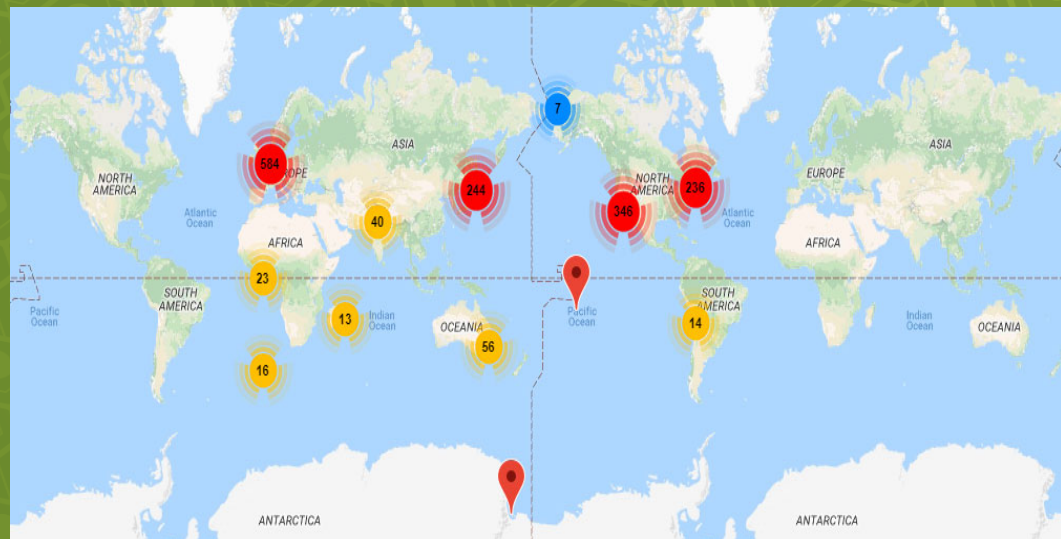 7
ASIA
ASIA
584
EUROPE
NORTH
AMERICA
244
NORTH
AMERICA
236
EUROPE
Atlantic
Ocean
40
346
Atlantic
Ocean
AFRICA
AFRICA
23
SOUTH
AMERICA
SOUTH
AMERICA
Pacific
Ocean
13
Indian
Ocean
OCEANIA
Pacific
Ocean
14
Indian
Ocean
OCEANIA
56
16
ANTARCTICA
ANTARCTICA